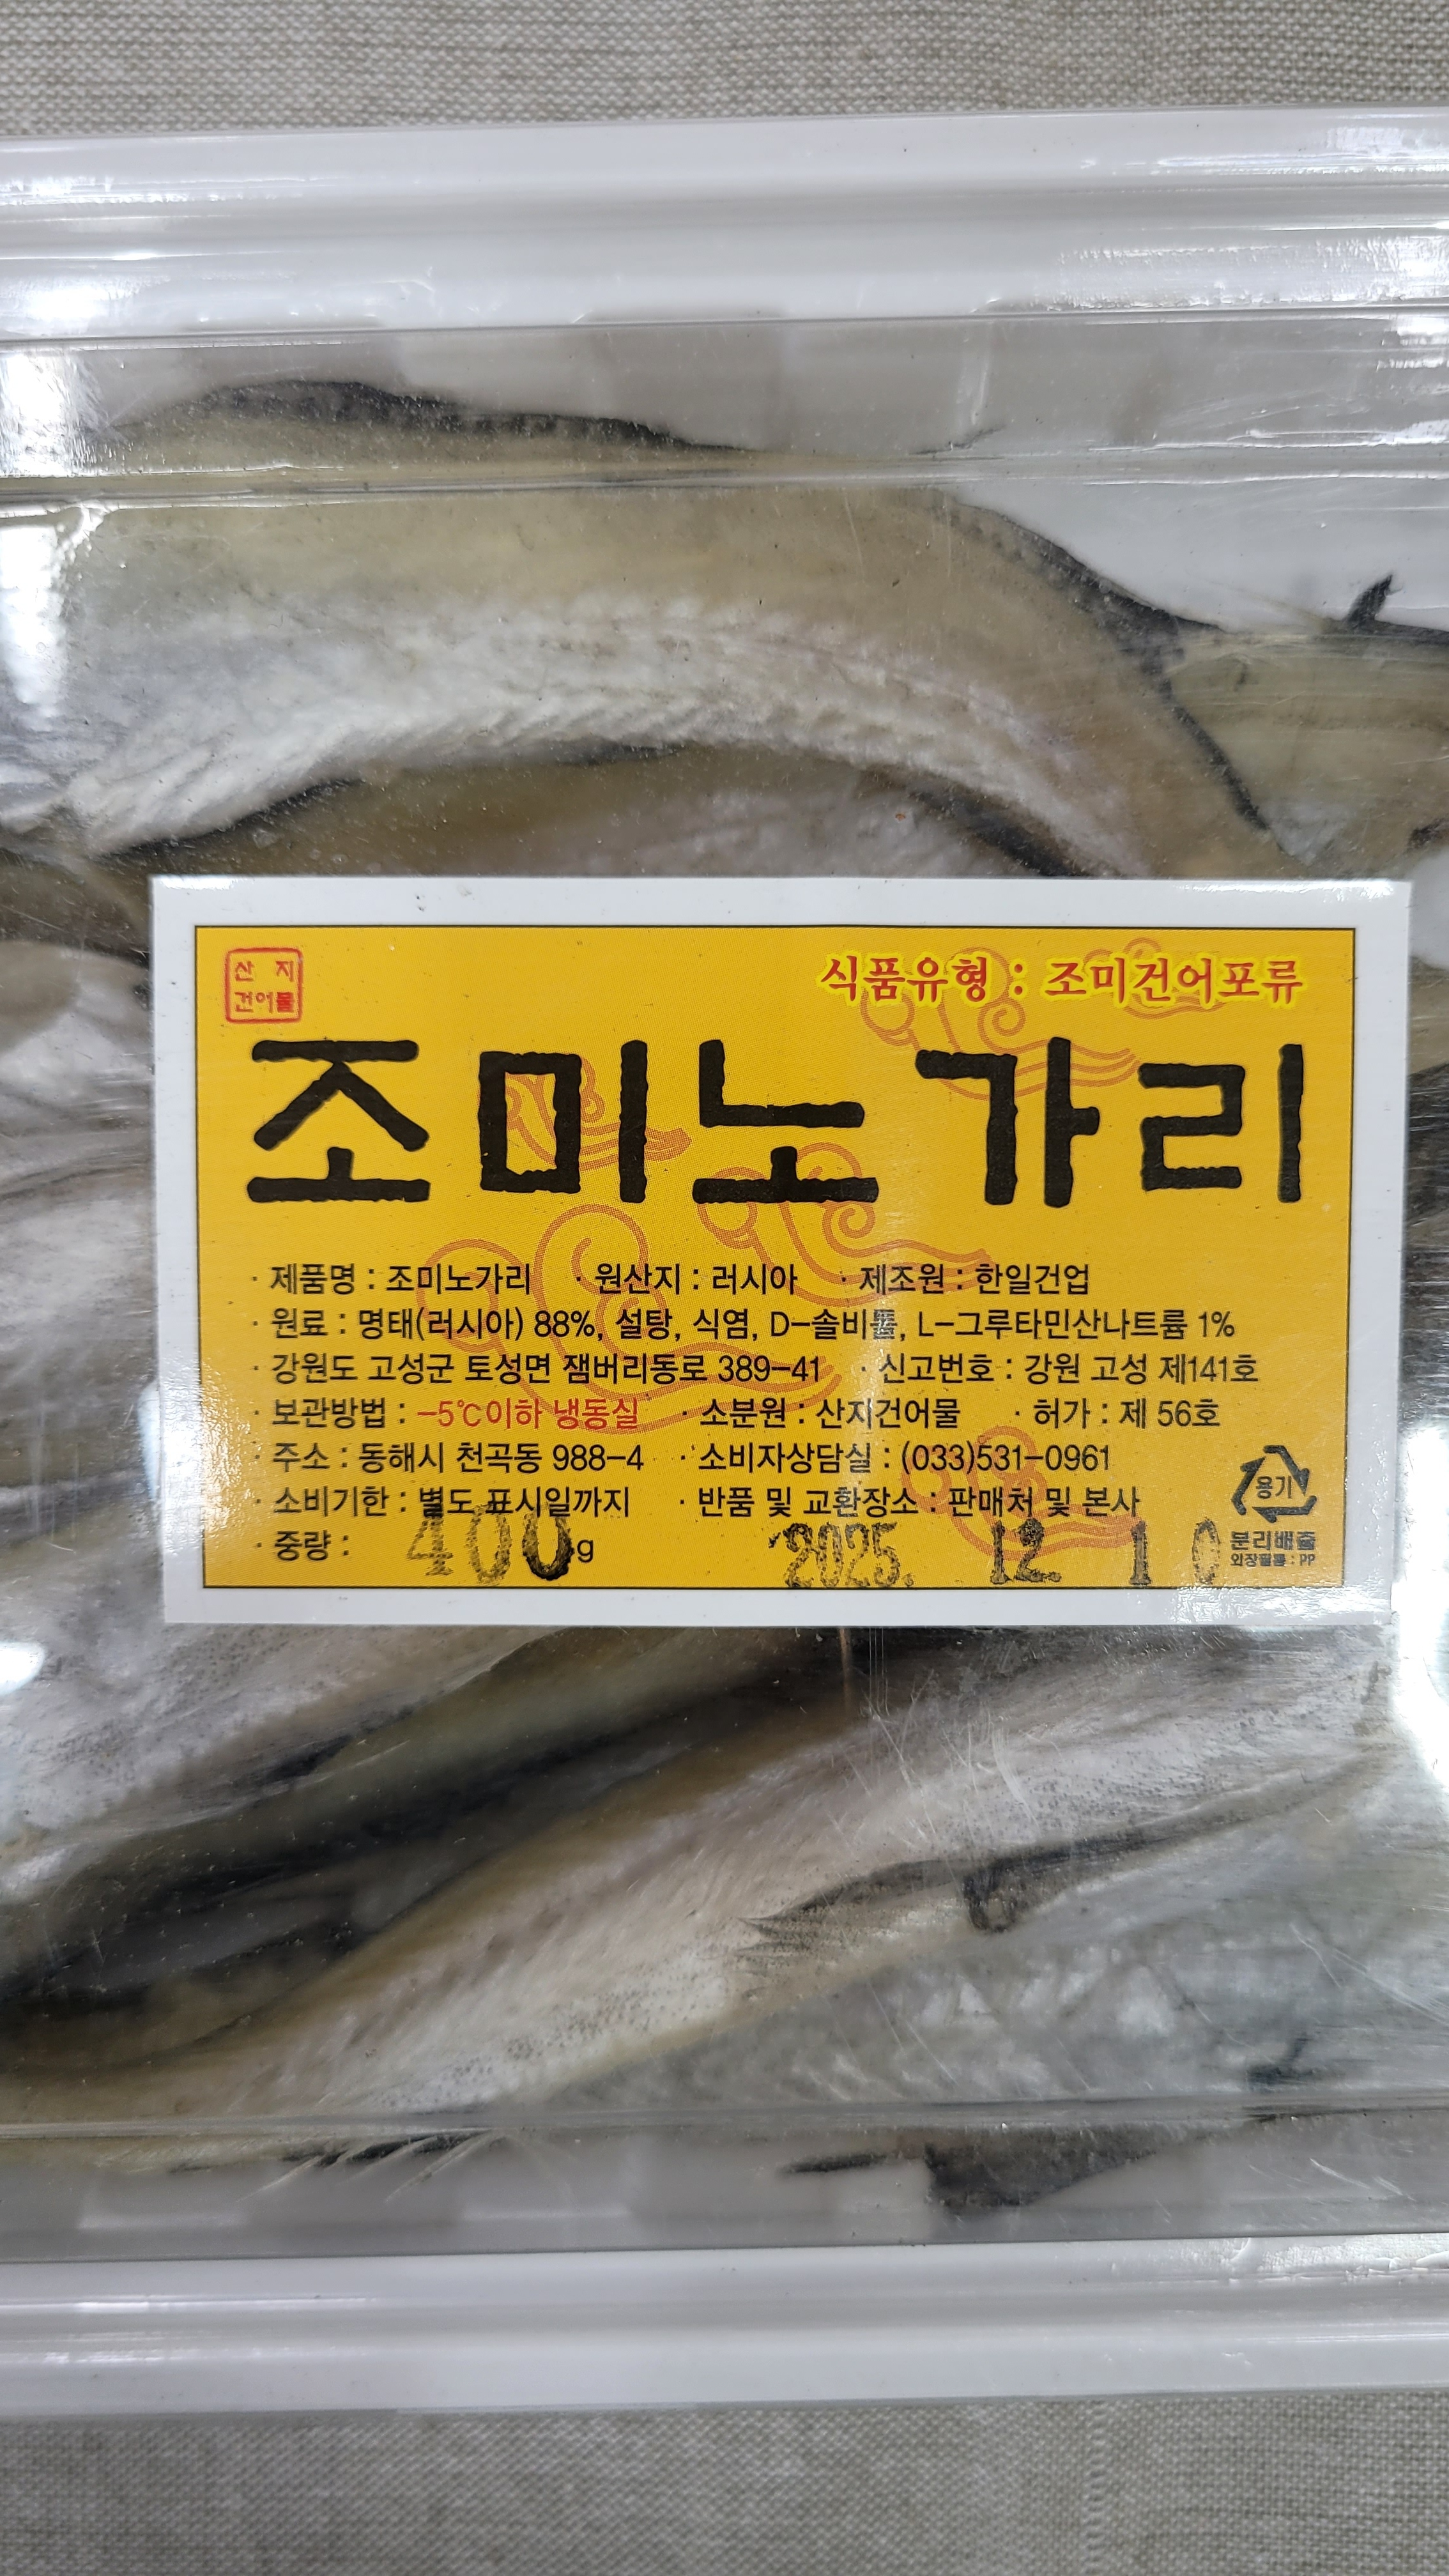 산 지
건어물
식품유형 : 조미건어포류
조미노가리
· 제품명 : 조미노가리 · 원산지 : 러시아 · 제조원 : 한일건업
· 원료 : 명태(러시아) 88%, 설탕, 식염, D-솔비톨, L-그루타민산나트륨 1%
· 강원도 고성군 토성면 잼버리동로 389-41 · 신고번호 : 강원 고성 제141호
· 보관방법 : -5℃이하 냉동실 · 소분원 : 산지건어물 · 허가 : 제 56호
· 주소 : 동해시 천곡동 988-4 · 소비자상담실 : (033)531-0961
· 소비기한 : 별도 표시일까지 · 반품 및 교환장소 : 판매처 및 본사
· 중량 : 400g 2025. 12. 10
용기
분리배출
외장필름 : PP